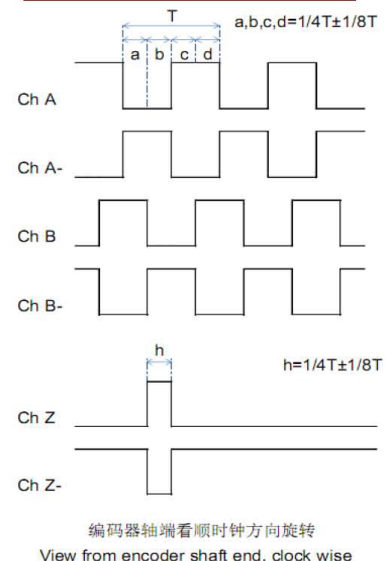 T
a,b,c,d=1/4T±1/8T
a b c d
Ch A
Ch A-
Ch B
Ch B-
h
h=1/4T±1/8T
Ch Z
Ch Z-
编码器轴端看顺时钟方向旋转
View from encoder shaft end, clock wise